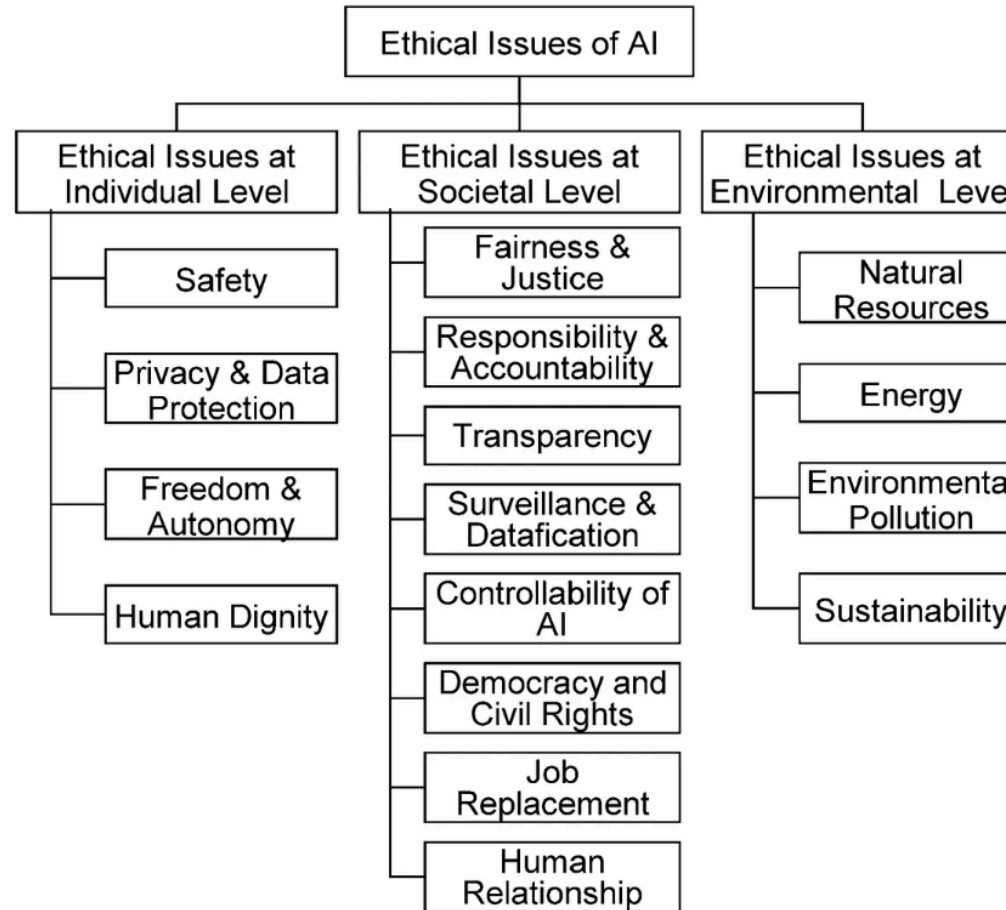 Ethical Issues of AI
Ethical Issues at
Individual Level
Safety
Privacy & Data
Protection
Freedom &
Autonomy
Human Dignity
Ethical Issues at
Societal Level
Fairness &
Justice
Responsibility &
Accountability
Transparency
Surveillance &
Datafication
Controllability of
AI
Democracy and
Civil Rights
Job
Replacement
Human
Relationship
Ethical Issues at
Environmental Leve
Natural
Resources
Energy
Environmenta
Pollution
Sustainability